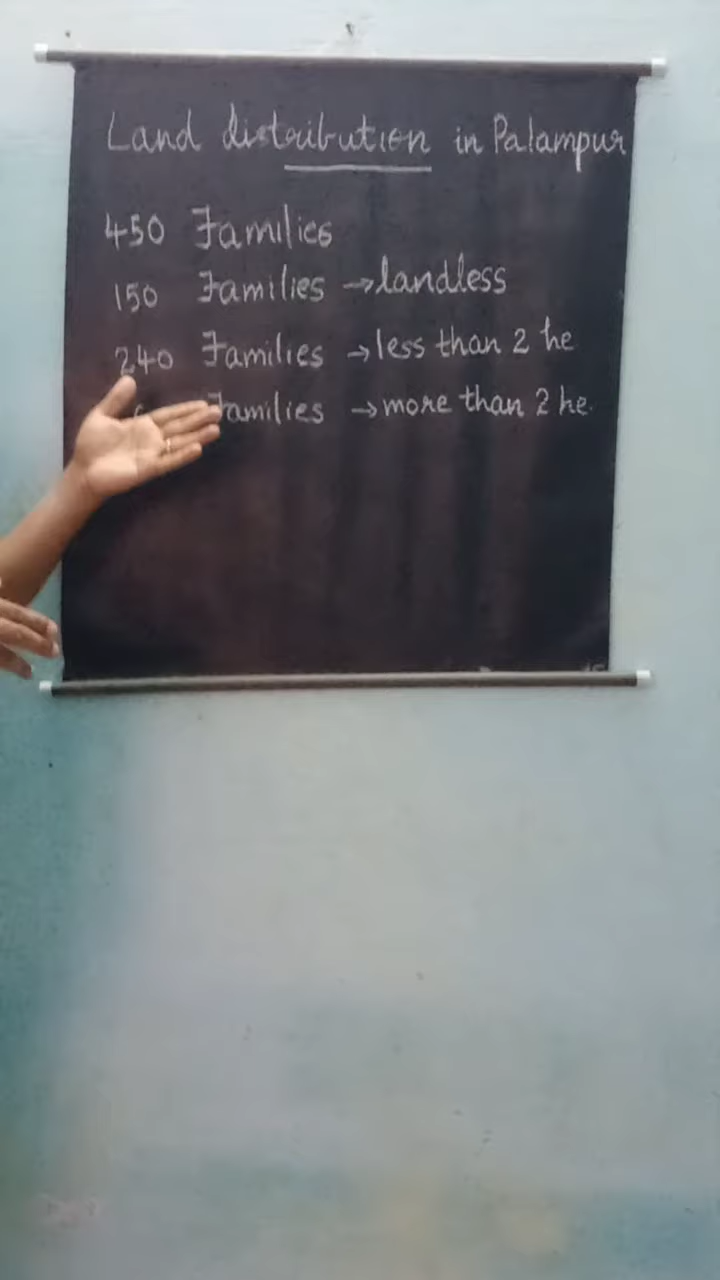 Land distribution in Palampur
450 Families
150 Families →landless
240 Families →less than 2 he
Families →more than 2 he.